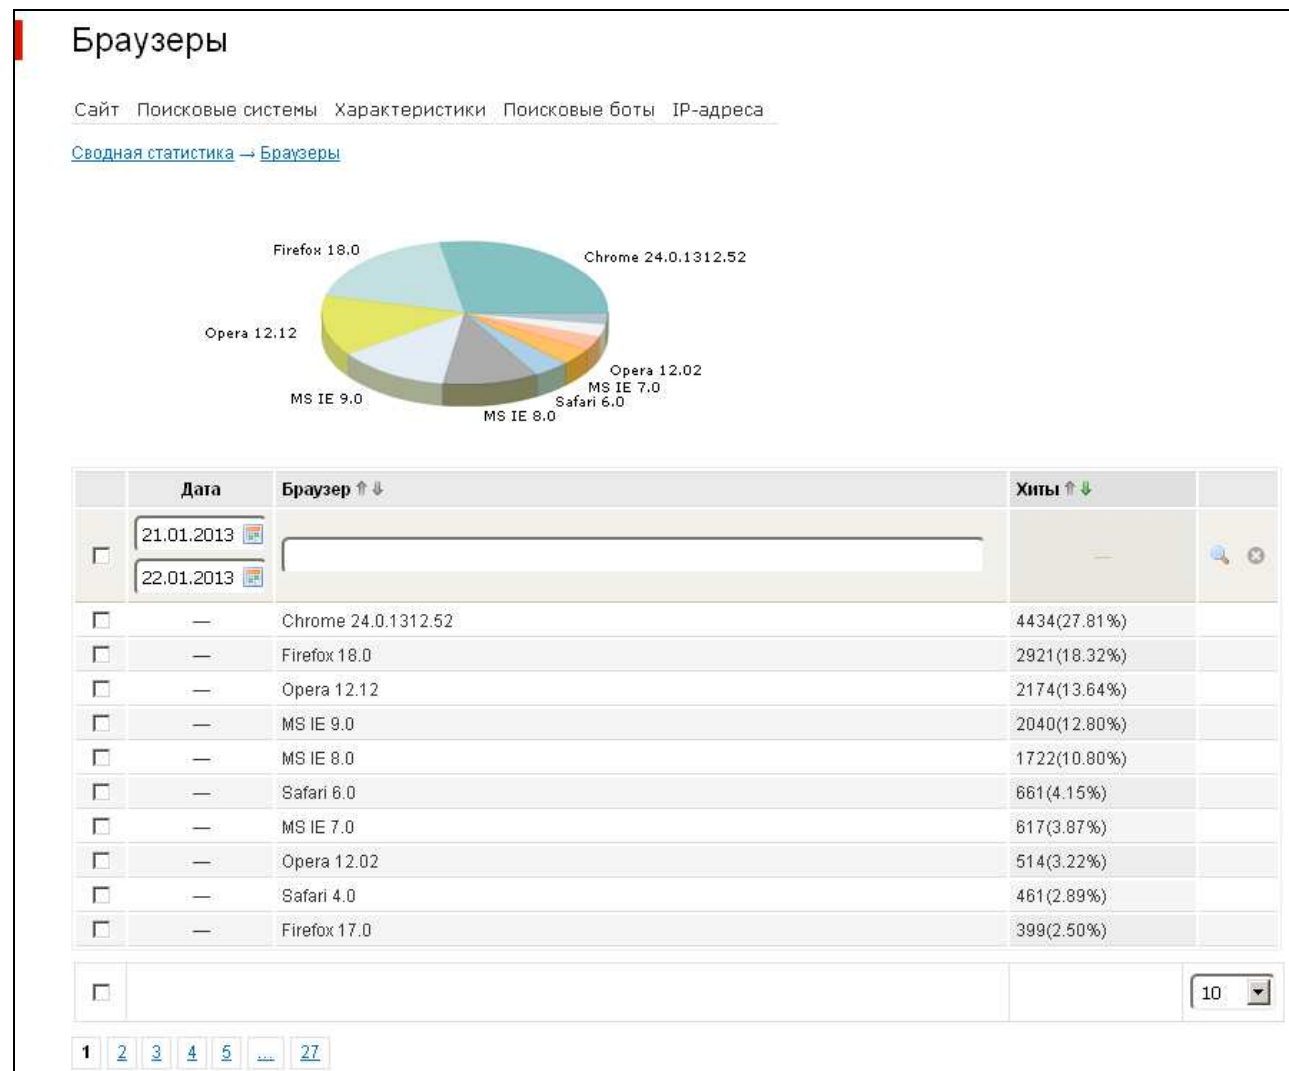 Браузеры
Сайт Поисковые системы Характеристики Поисковые боты IP-адреса
Сводная статистика → Браузеры
Firefox 18.0
Chrome 24.0.1312.52
Opera 12.12
Opera 12.02
MS IE 7.0
MS IE 9.0
Safari 6.0
MS IE 8.0
Дата Браузер ⇑ ⇓ Хиты ⇑ ⇓
21.01.2013
—
22.01.2013
— Chrome 24.0.1312.52 4434(27.81%)
— Firefox 18.0 2921(18.32%)
— Opera 12.12 2174(13.64%)
— MS IE 9.0 2040(12.80%)
— MS IE 8.0 1722(10.80%)
— Safari 6.0 661(4.15%)
— MS IE 7.0 617(3.87%)
— Opera 12.02 514(3.22%)
— Safari 4.0 461(2.89%)
— Firefox 17.0 399(2.50%)
10
1 2 3 4 5 ... 27